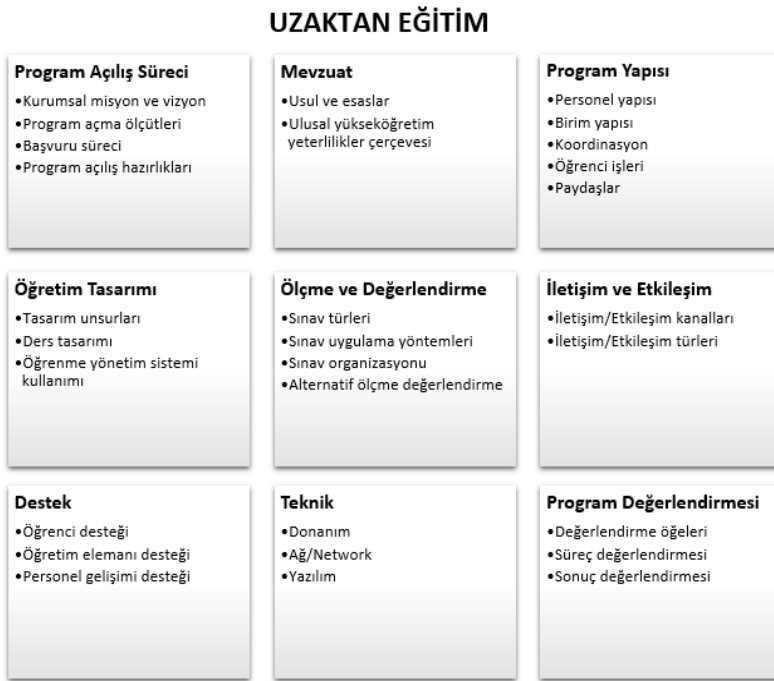 UZAKTAN EĞİTİM
Program Açılış Süreci
•Kurumsal misyon ve vizyon
•Program açma ölçütleri
•Başvuru süreci
•Program açılış hazırlıkları
Mevzuat
•Usul ve esaslar
•Ulusal yükseköğretim
yeterlilikler çerçevesi
Program Yapısı
•Personel yapısı
•Birim yapısı
•Koordinasyon
•Öğrenci işleri
•Paydaşlar
Öğretim Tasarımı
•Tasarım unsurları
•Ders tasarımı
•Öğrenme yönetim sistemi
kullanımı
Ölçme ve Değerlendirme
•Sınav türleri
•Sınav uygulama yöntemleri
•Sınav organizasyonu
•Alternatif ölçme değerlendirme
İletişim ve Etkileşim
•İletişim/Etkileşim kanalları
•İletişim/Etkileşim türleri
Destek
•Öğrenci desteği
•Öğretim elemanı desteği
•Personel gelişimi desteği
Teknik
•Donanım
•Ağ/Network
•Yazılım
Program Değerlendirmesi
•Değerlendirme öğeleri
•Süreç değerlendirmesi
•Sonuç değerlendirmesi